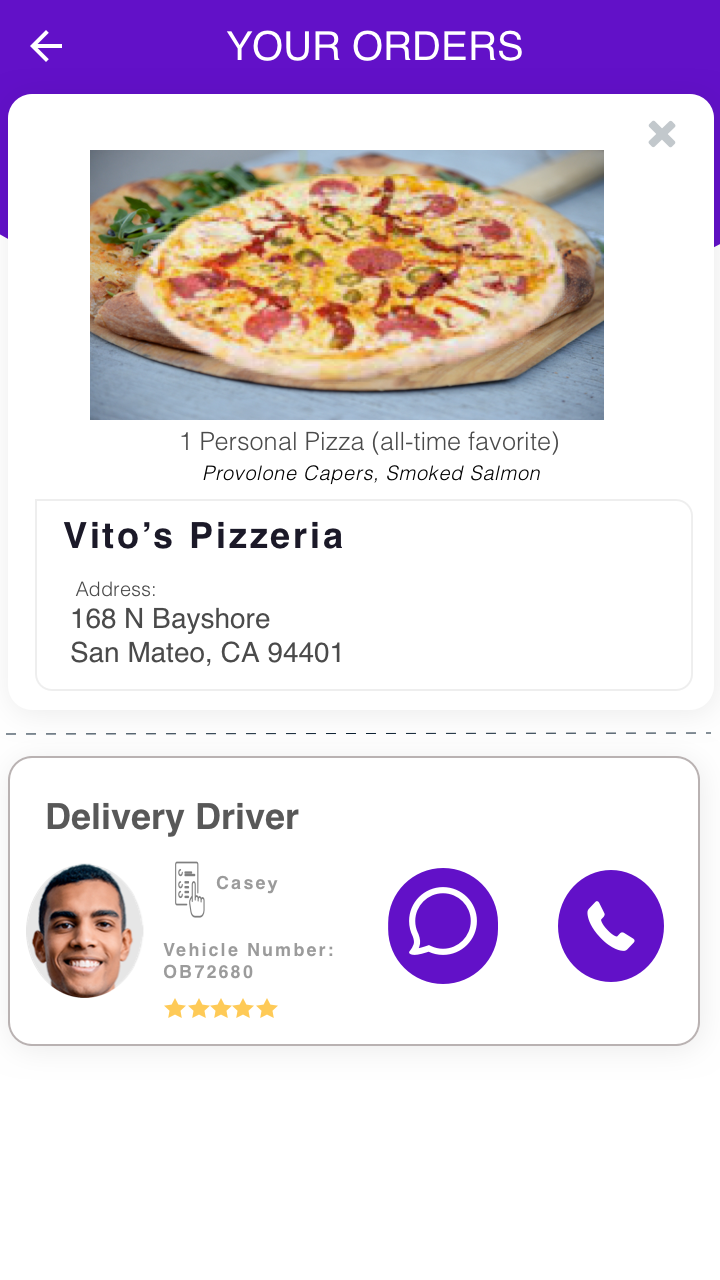 YOUR ORDERS
1 Personal Pizza (all-time favorite)
Provolone Capers, Smoked Salmon
Vito’s Pizzeria
Address:
168 N Bayshore
San Mateo, CA 94401
Delivery Driver
Casey
Vehicle Number:
OB72680